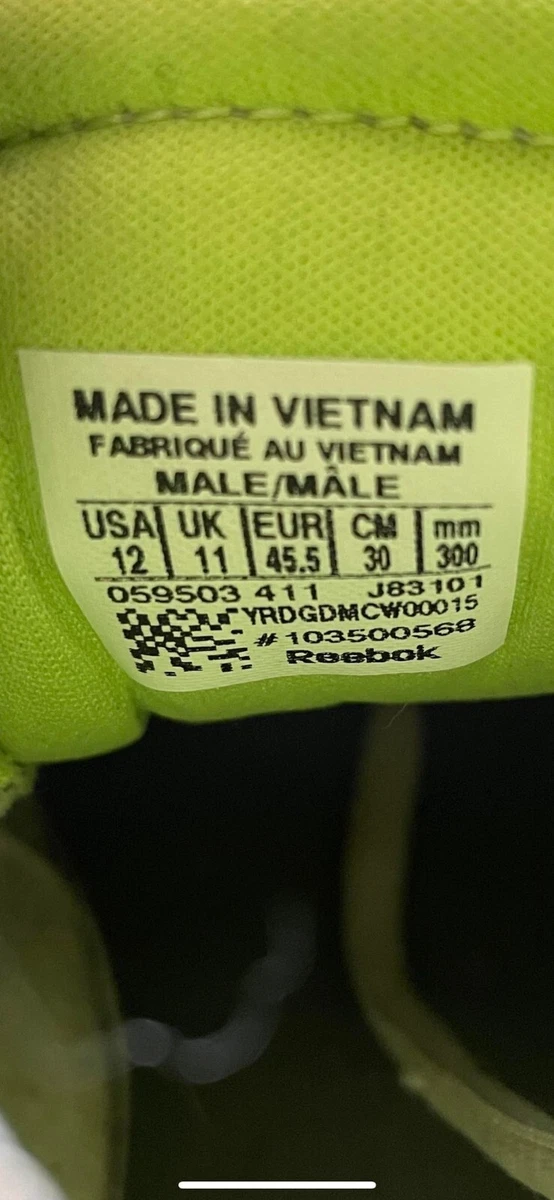 MADE IN VIETNAM
FABRIQUÉ AU VIETNAM
MALE/MÂLE
USA UK EUR CM mm
12 11 45.5 30 300
059503 411 J83101
YRDGDMCW00015
#103500568
Reebok